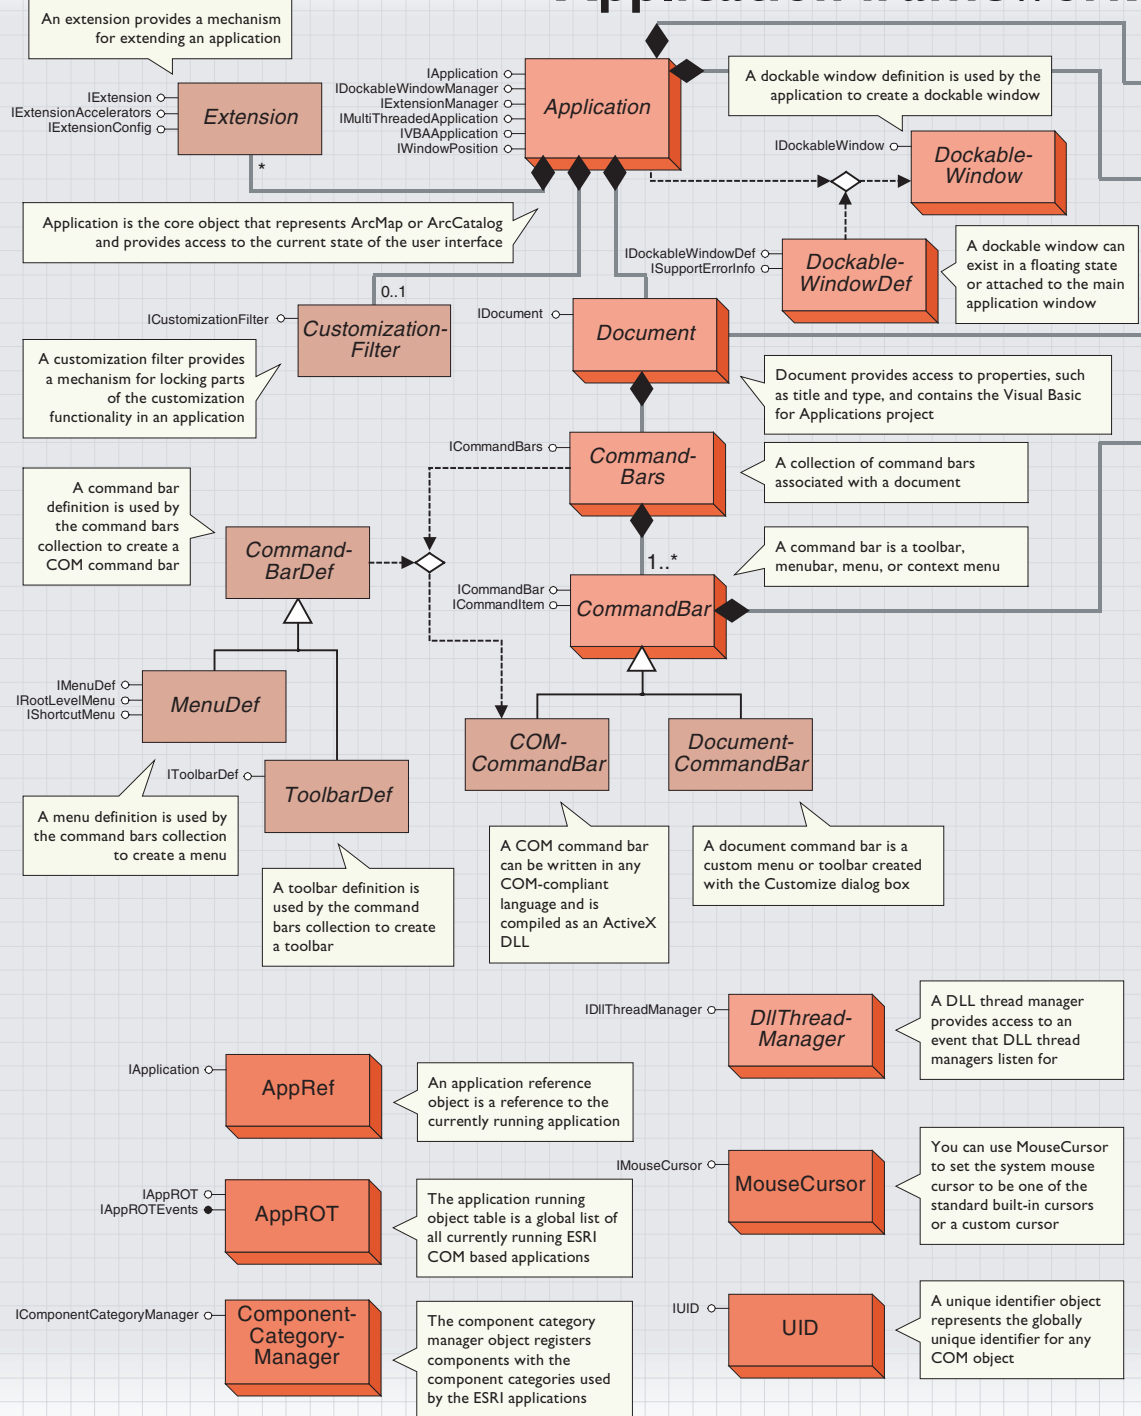 Application framework
An extension provides a mechanism
for extending an application
IExtension
IExtensionAccelerators
IExtensionConfig
Extension
*
IApplication
IDockableWindowManager
IExtensionManager
IMultiThreadedApplication
IVBAApplication
IWindowPosition
Application
A dockable window definition is used by the
application to create a dockable window
IDockableWindow
Dockable-
Window
Application is the core object that represents ArcMap or ArcCatalog
and provides access to the current state of the user interface
IDockableWindowDef
ISupportErrorInfo
Dockable-
WindowDef
A dockable window can
exist in a floating state
or attached to the main
application window
0..1
ICustomizationFilter
Customization-
Filter
IDocument
Document
A customization filter provides
a mechanism for locking parts
of the customization
functionality in an application
Document provides access to properties, such
as title and type, and contains the Visual Basic
for Applications project
ICommandBars
Command-
Bars
A collection of command bars
associated with a document
A command bar
definition is used by
the command bars
collection to create a
COM command bar
Command-
BarDef
1..*
A command bar is a toolbar,
menubar, menu, or context menu
ICommandBar
ICommandItem
CommandBar
IMenuDef
IRootLevelMenu
IShortcutMenu
MenuDef
COM-
CommandBar
Document-
CommandBar
IToolbarDef
ToolbarDef
A menu definition is used by
the command bars collection
to create a menu
A toolbar definition is
used by the command
bars collection to create
a toolbar
A COM command bar
can be written in any
COM-compliant
language and is
compiled as an ActiveX
DLL
A document command bar is a
custom menu or toolbar created
with the Customize dialog box
IDllThreadManager
DllThread-
Manager
A DLL thread manager
provides access to an
event that DLL thread
managers listen for
IApplication
AppRef
An application reference
object is a reference to the
currently running application
IMouseCursor
MouseCursor
You can use MouseCursor
to set the system mouse
cursor to be one of the
standard built-in cursors
or a custom cursor
IAppROT
IAppROTEvents
AppROT
The application running
object table is a global list of
all currently running ESRI
COM based applications
IComponentCategoryManager
Component-
Category-
Manager
The component category
manager object registers
components with the
component categories used
by the ESRI applications
IUID
UID
A unique identifier object
represents the globally
unique identifier for any
COM object